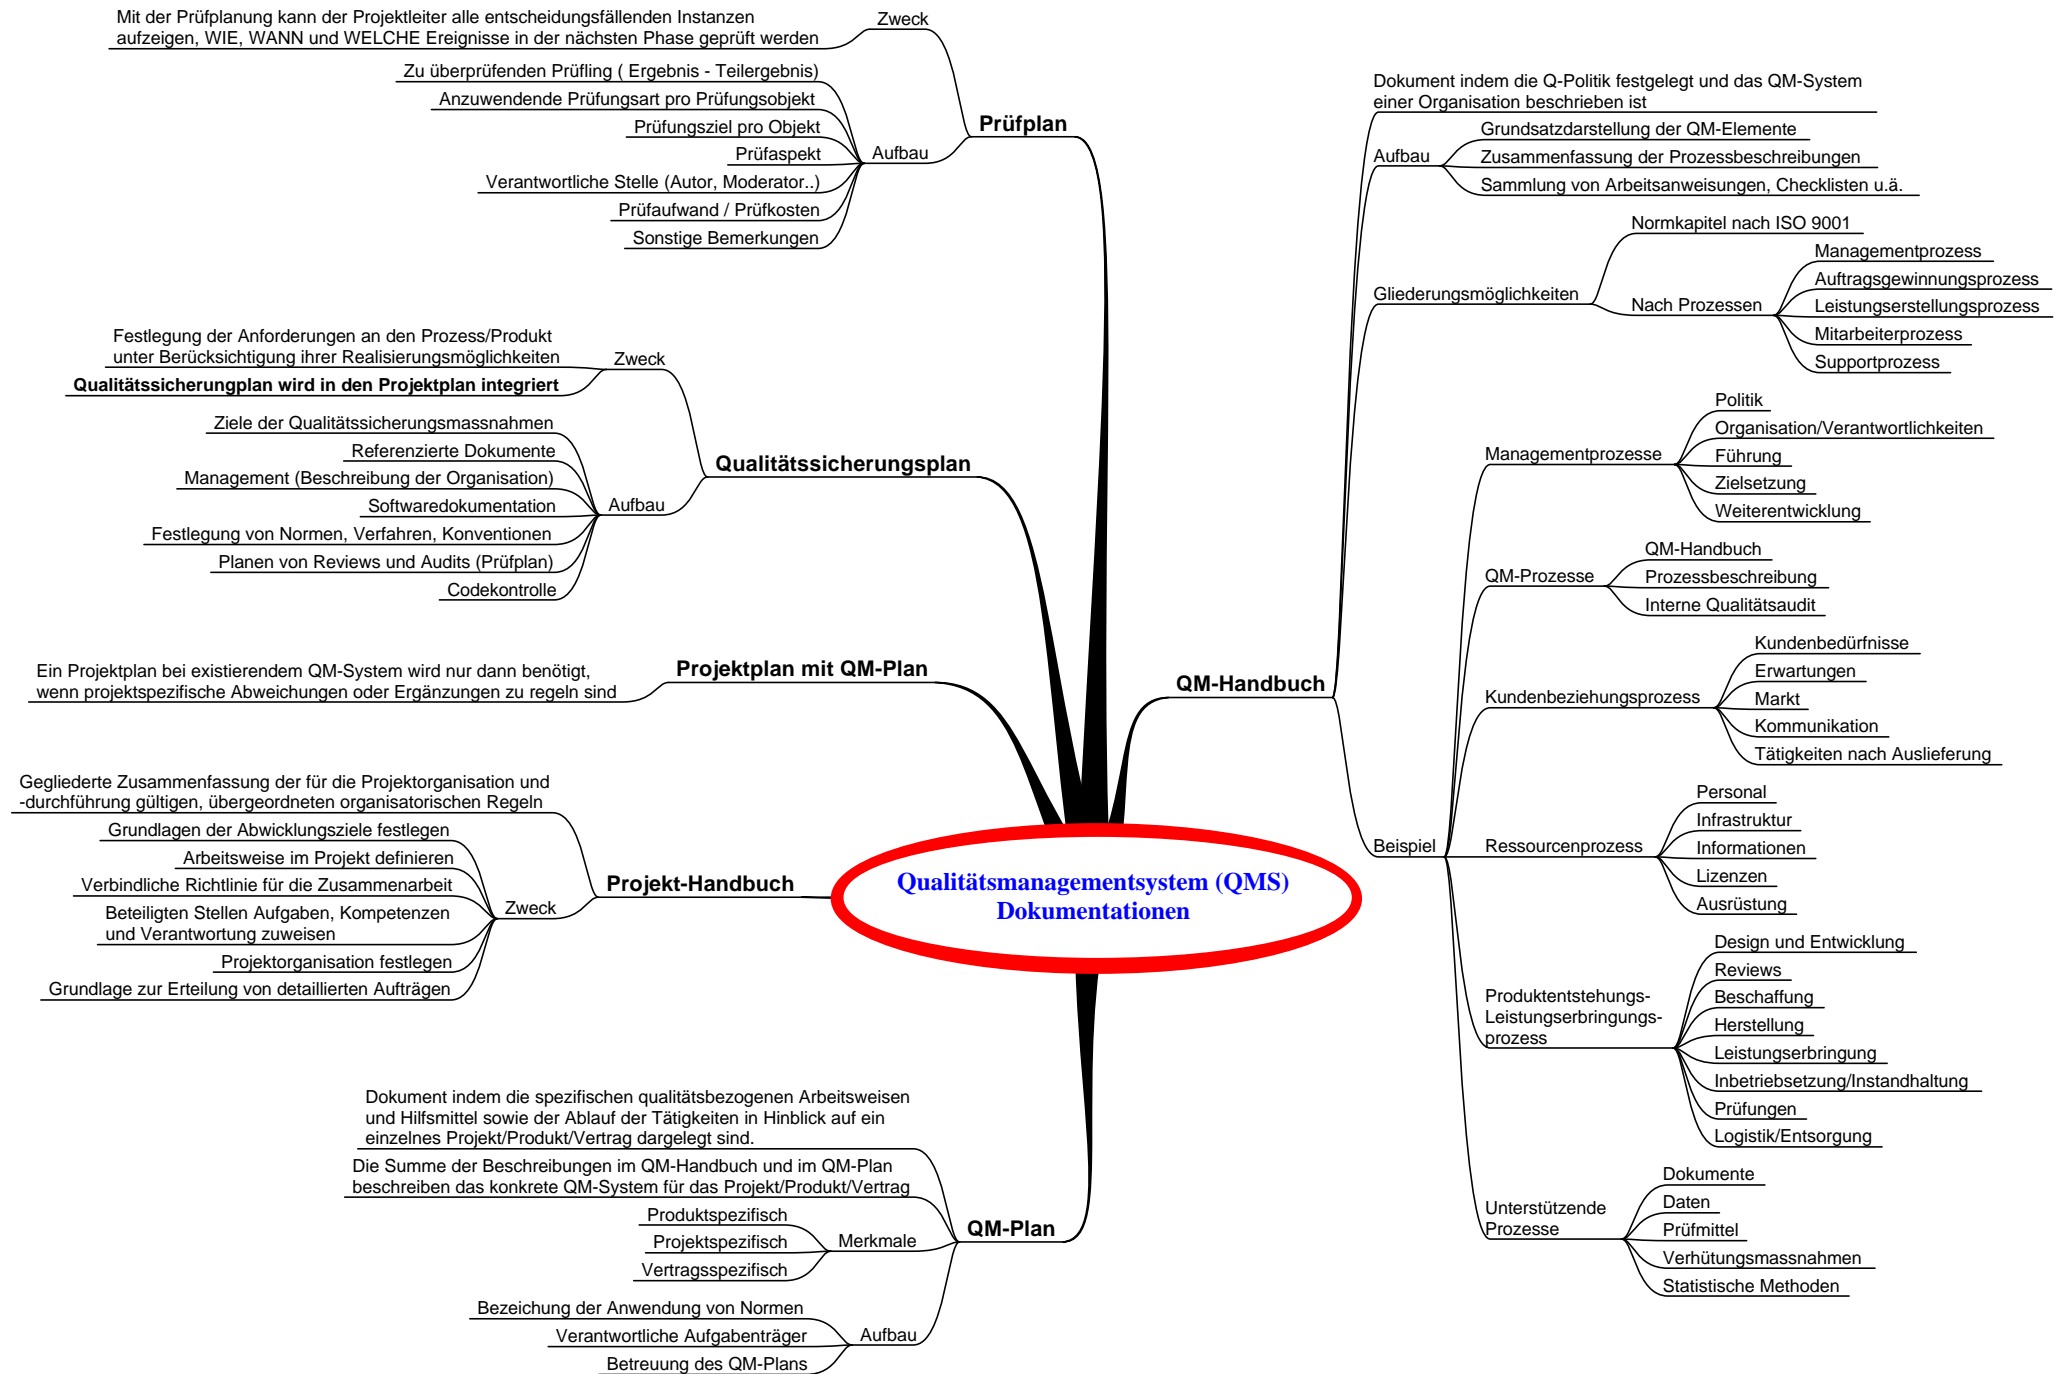 Qualitätsmanagementsystem (QMS)
Dokumentationen
Prüfplan
Zweck
Mit der Prüfplanung kann der Projektleiter alle entscheidungsfällenden Instanzen
aufzeigen, WIE, WANN und WELCHE Ereignisse in der nächsten Phase geprüft werden
Aufbau
Zu überprüfenden Prüfling ( Ergebnis - Teilergebnis)
Anzuwendende Prüfungsart pro Prüfungsobjekt
Prüfungsziel pro Objekt
Prüfaspekt
Verantwortliche Stelle (Autor, Moderator..)
Prüfaufwand / Prüfkosten
Sonstige Bemerkungen
Qualitätssicherungsplan
Zweck
Festlegung der Anforderungen an den Prozess/Produkt
unter Berücksichtigung ihrer Realisierungsmöglichkeiten
Qualitätssicherungplan wird in den Projektplan integriert
Aufbau
Ziele der Qualitätssicherungsmassnahmen
Referenzierte Dokumente
Management (Beschreibung der Organisation)
Softwaredokumentation
Festlegung von Normen, Verfahren, Konventionen
Planen von Reviews und Audits (Prüfplan)
Codekontrolle
Projektplan mit QM-Plan
Ein Projektplan bei existierendem QM-System wird nur dann benötigt,
wenn projektspezifische Abweichungen oder Ergänzungen zu regeln sind
Projekt-Handbuch
Gegliederte Zusammenfassung der für die Projektorganisation und
-durchführung gültigen, übergeordneten organisatorischen Regeln
Zweck
Grundlagen der Abwicklungsziele festlegen
Arbeitsweise im Projekt definieren
Verbindliche Richtlinie für die Zusammenarbeit
Beteiligten Stellen Aufgaben, Kompetenzen
und Verantwortung zuweisen
Projektorganisation festlegen
Grundlage zur Erteilung von detaillierten Aufträgen
QM-Plan
Dokument indem die spezifischen qualitätsbezogenen Arbeitsweisen
und Hilfsmittel sowie der Ablauf der Tätigkeiten in Hinblick auf ein
einzelnes Projekt/Produkt/Vertrag dargelegt sind.
Die Summe der Beschreibungen im QM-Handbuch und im QM-Plan
beschreiben das konkrete QM-System für das Projekt/Produkt/Vertrag
Merkmale
Produktspezifisch
Projektspezifisch
Vertragsspezifisch
Aufbau
Bezeichung der Anwendung von Normen
Verantwortliche Aufgabenträger
Betreuung des QM-Plans
QM-Handbuch
Dokument indem die Q-Politik festgelegt und das QM-System
einer Organisation beschrieben ist
Aufbau
Grundsatzdarstellung der QM-Elemente
Zusammenfassung der Prozessbeschreibungen
Sammlung von Arbeitsanweisungen, Checklisten u.ä.
Gliederungsmöglichkeiten
Normkapitel nach ISO 9001
Nach Prozessen
Managementprozess
Auftragsgewinnungsprozess
Leistungserstellungsprozess
Mitarbeiterprozess
Supportprozess
Beispiel
Managementprozesse
Politik
Organisation/Verantwortlichkeiten
Führung
Zielsetzung
Weiterentwicklung
QM-Prozesse
QM-Handbuch
Prozessbeschreibung
Interne Qualitätsaudit
Kundenbeziehungsprozess
Kundenbedürfnisse
Erwartungen
Markt
Kommunikation
Tätigkeiten nach Auslieferung
Ressourcenprozess
Personal
Infrastruktur
Informationen
Lizenzen
Ausrüstung
Produktentstehungs-
Leistungserbringungs-
prozess
Design und Entwicklung
Reviews
Beschaffung
Herstellung
Leistungserbringung
Inbetriebsetzung/Instandhaltung
Prüfungen
Logistik/Entsorgung
Unterstützende
Prozesse
Dokumente
Daten
Prüfmittel
Verhütungsmassnahmen
Statistische Methoden